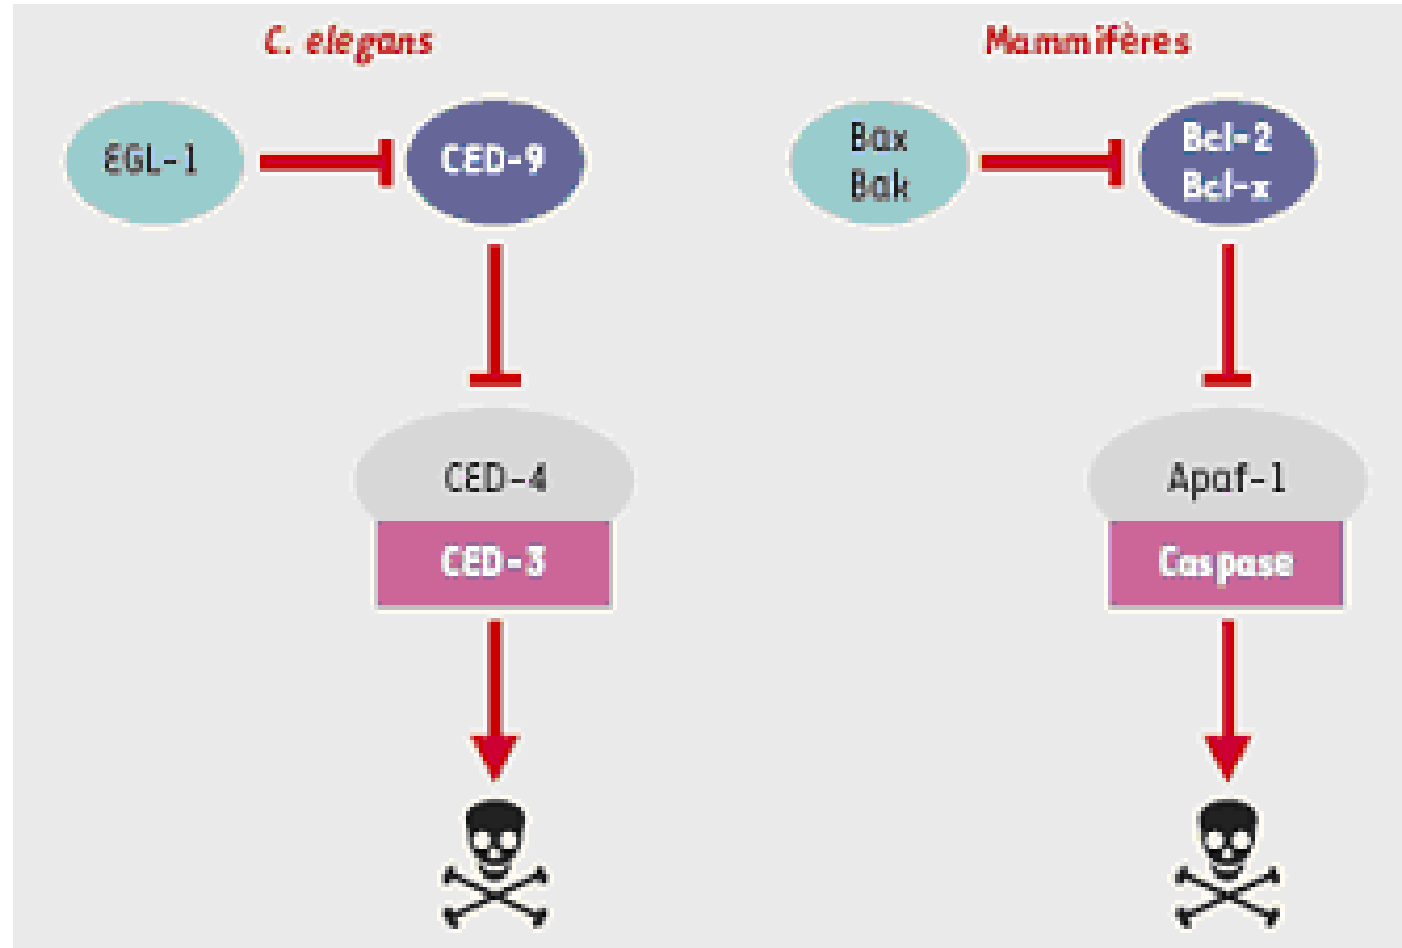 C. elegans
EGL-1
CED-9
CED-4
CED-3
Mammifères
Bax
Bak
Bcl-2
Bcl-x
Apaf-1
Caspase